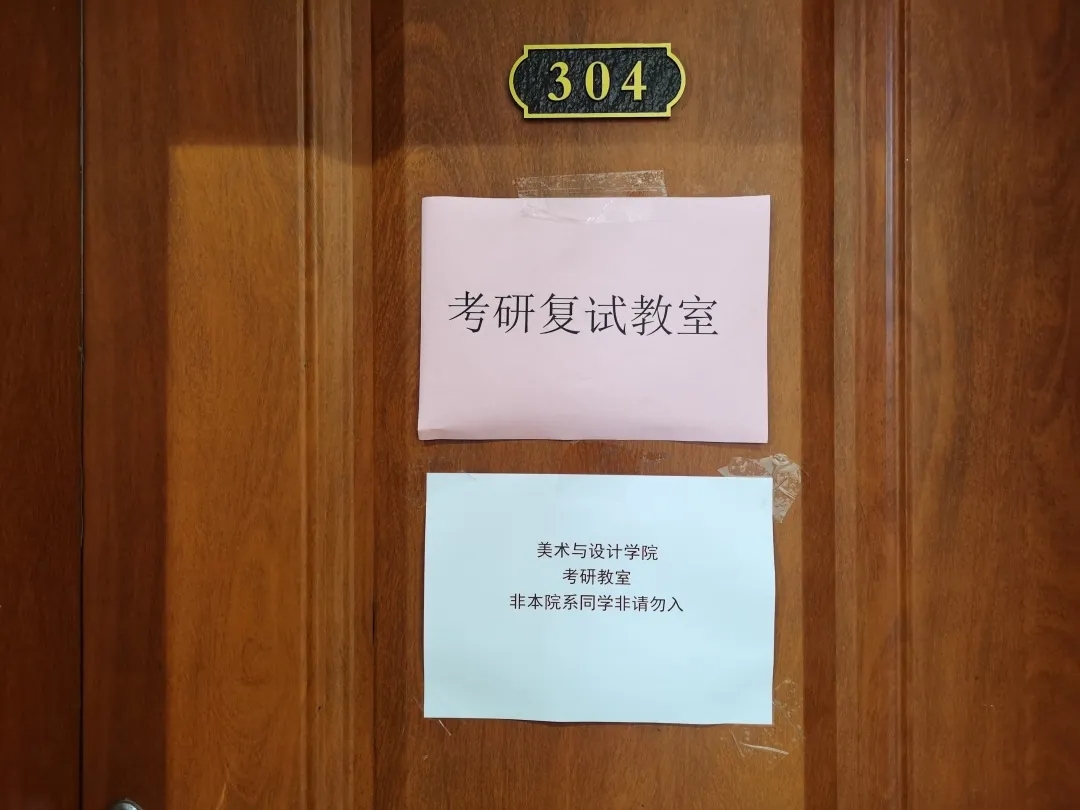 304
考研复试教室
美术与设计学院
考研教室
非本院系同学非请勿入